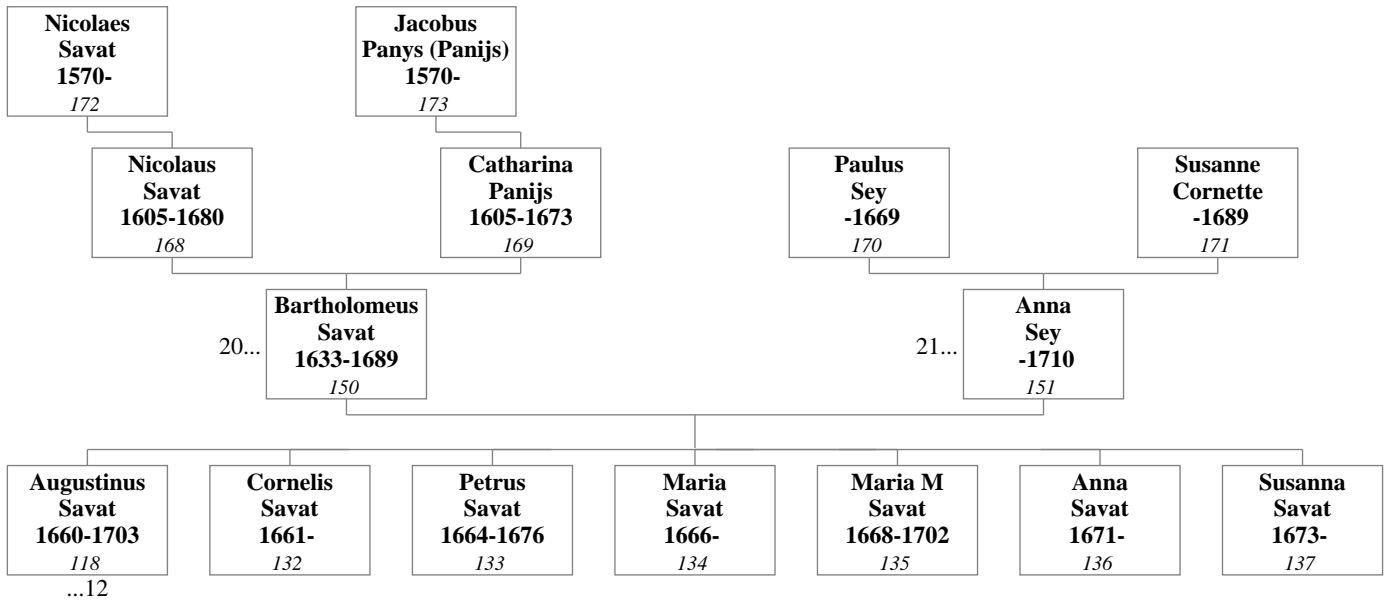 Nicolaes
Savat
1570-
172
Jacobus
Panys (Panijs)
1570-
173
Nicolaus
Savat
1605-1680
168
Catharina
Panijs
1605-1673
169
Paulus
Sey
-1669
170
Susanne
Cornette
-1689
171
20...
Bartholomeus
Savat
1633-1689
150
21...
Anna
Sey
-1710
151
Augustinus
Savat
1660-1703
118
...12
Cornelis
Savat
1661-
132
Petrus
Savat
1664-1676
133
Maria
Savat
1666-
134
Maria M
Savat
1668-1702
135
Anna
Savat
1671-
136
Susanna
Savat
1673-
137